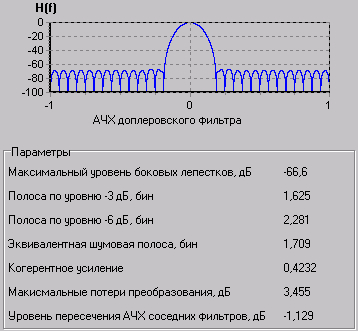 H(f)
0
-20
-40
-60
-80
-100
-1
0
1
АЧХ доплеровского фильтра
Параметры
Максимальный уровень боковых лепестков, дБ -66,6
Полоса по уровню -3 дБ, бин 1,625
Полоса по уровню -6 дБ, бин 2,281
Эквивалентная шумовая полоса, бин 1,709
Когерентное усиление 0,4232
Макисмальные потери преобразования, дБ 3,455
Уровень пересечения АЧХ соседних фильтров, дБ -1,129